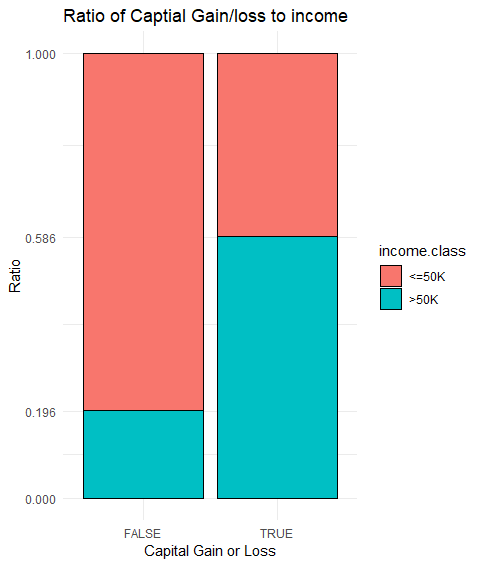 Ratio of Captial Gain/loss to income
1.000
0.586
0.196
0.000
Ratio
FALSE
TRUE
Capital Gain or Loss
income.class
<=50K
>50K